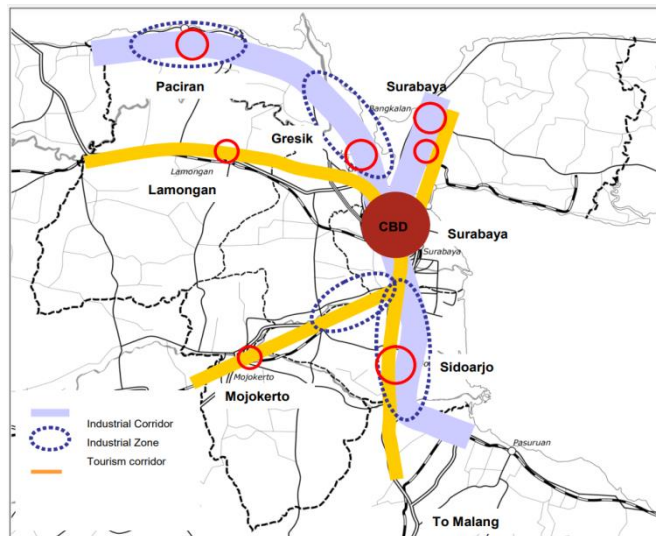 Paciran
Surabaya
Bangkalan
Gresik
Lamongan
Lamongan
CBD
Surabaya
Surabaya
Sidoarjo
Mojokerto
Mojokerto
Industrial Corridor
Industrial Zone
Tourism corridor
Pasuruan
To Malang